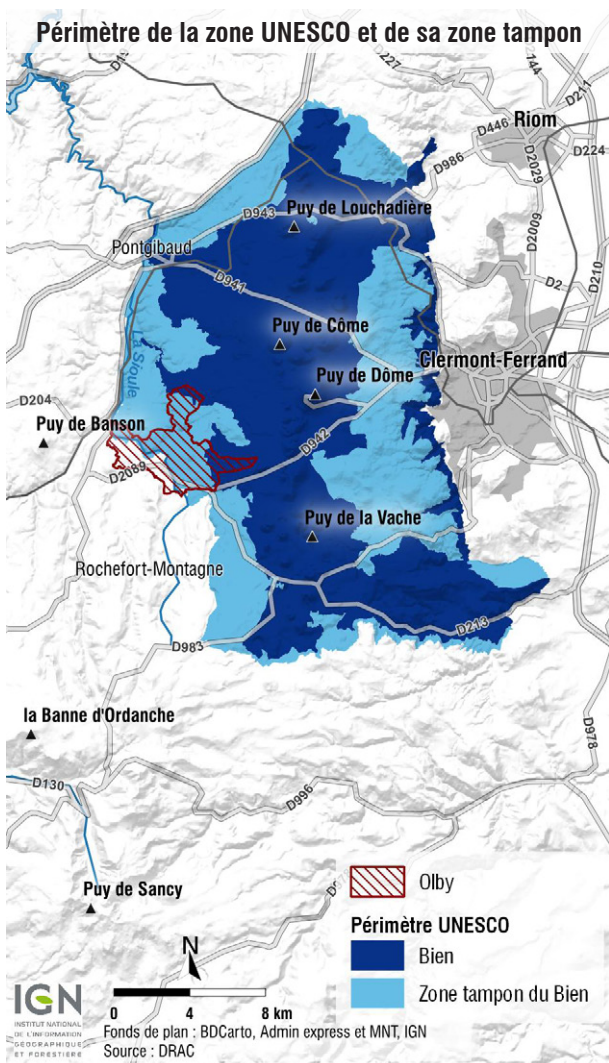 Périmètre de la zone UNESCO et de sa zone tampon
D227
D144
D211
Riom
D446
D986
D224
D2029
D943
Puy de Louchadière
D2009
Pontgibaud
D2
D210
D941
Puy de Côme
La Sioule
Clermont-Ferrand
Puy de Dôme
D204
Puy de Banson
D942
D2089
Puy de la Vache
Rochefort-Montagne
D213
D983
la Banne d'Ordanche
D978
D130
D996
Puy de Sancy
Olby
Périmètre UNESCO
Bien
Zone tampon du Bien
N
0 4 8 km
IGN
INSTITUT NATIONAL
DE L'INFORMATION
GÉOGRAPHIQUE
ET FORESTIÈRE
Fonds de plan : BDCarto, Admin express et MNT, IGN
Source : DRAC